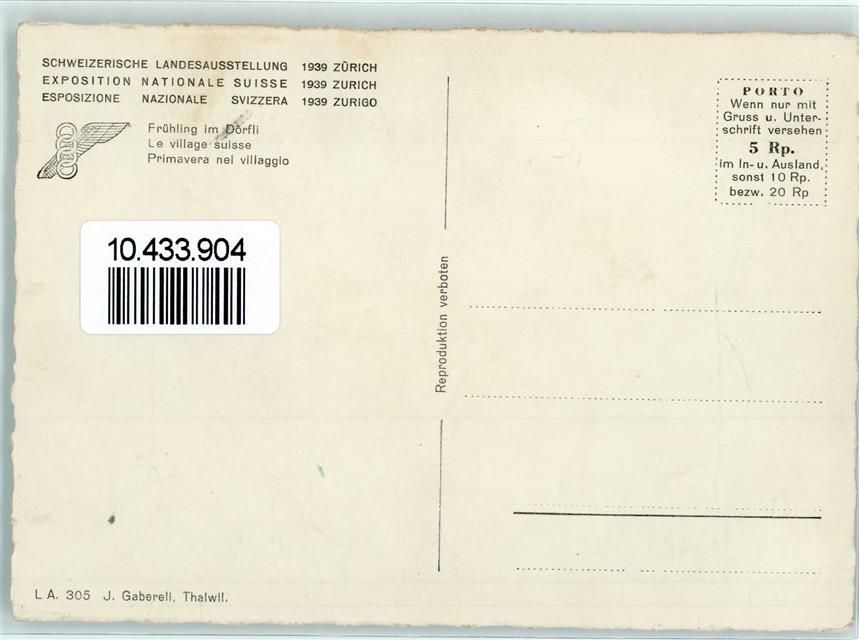 SCHWEIZERISCHE LANDESAUSSTELLUNG 1939 ZÜRICH
EXPOSITION NATIONALE SUISSE 1939 ZURICH
ESPOSIZIONE NAZIONALE SVIZZERA 1939 ZURIGO
Frühling im Dörfli
Le village suisse
Primavera nel villaggio
10.433.904
Reproduktion verboten
PORTO
Wenn nur mit
Gruss u. Unter-
schrift versehen
5 Rp.
im In- u. Ausland,
sonst 10 Rp.
bezw. 20 Rp
LA. 305 J. Gaberell, Thalwil.